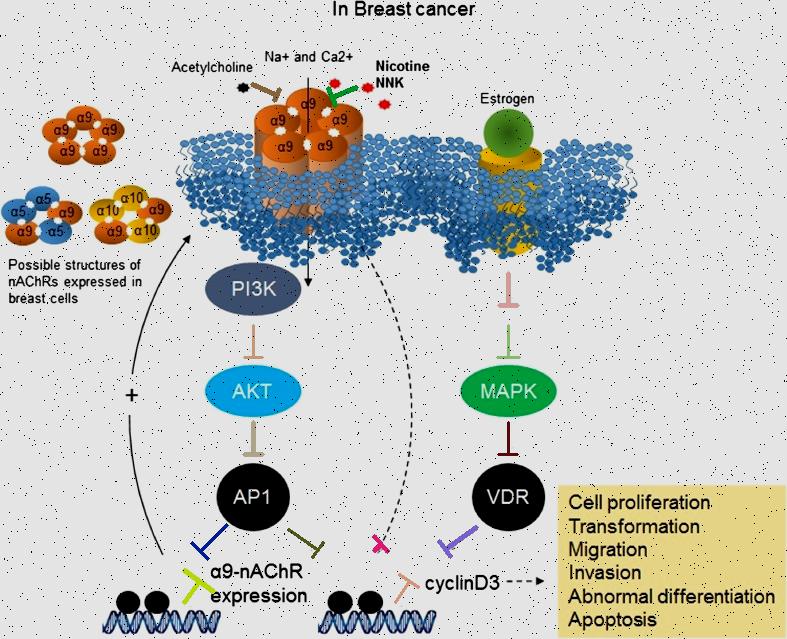 In Breast cancer
Na+ and Ca2+
Acetylcholine
Nicotine
NNK
Estrogen
α9
α9
α9
α9
α9
α9
α9
α9
α9
α9
α5
α5
α9
α9
α5
α10
α10
α9
α9
α10
Possible structures of
nAChRs expressed in
breast cells
PI3K
AKT
MAPK
+
AP1
VDR
α9-nAChR
expression
cyclinD3
Cell proliferation
Transformation
Migration
Invasion
Abnormal differentiation
Apoptosis